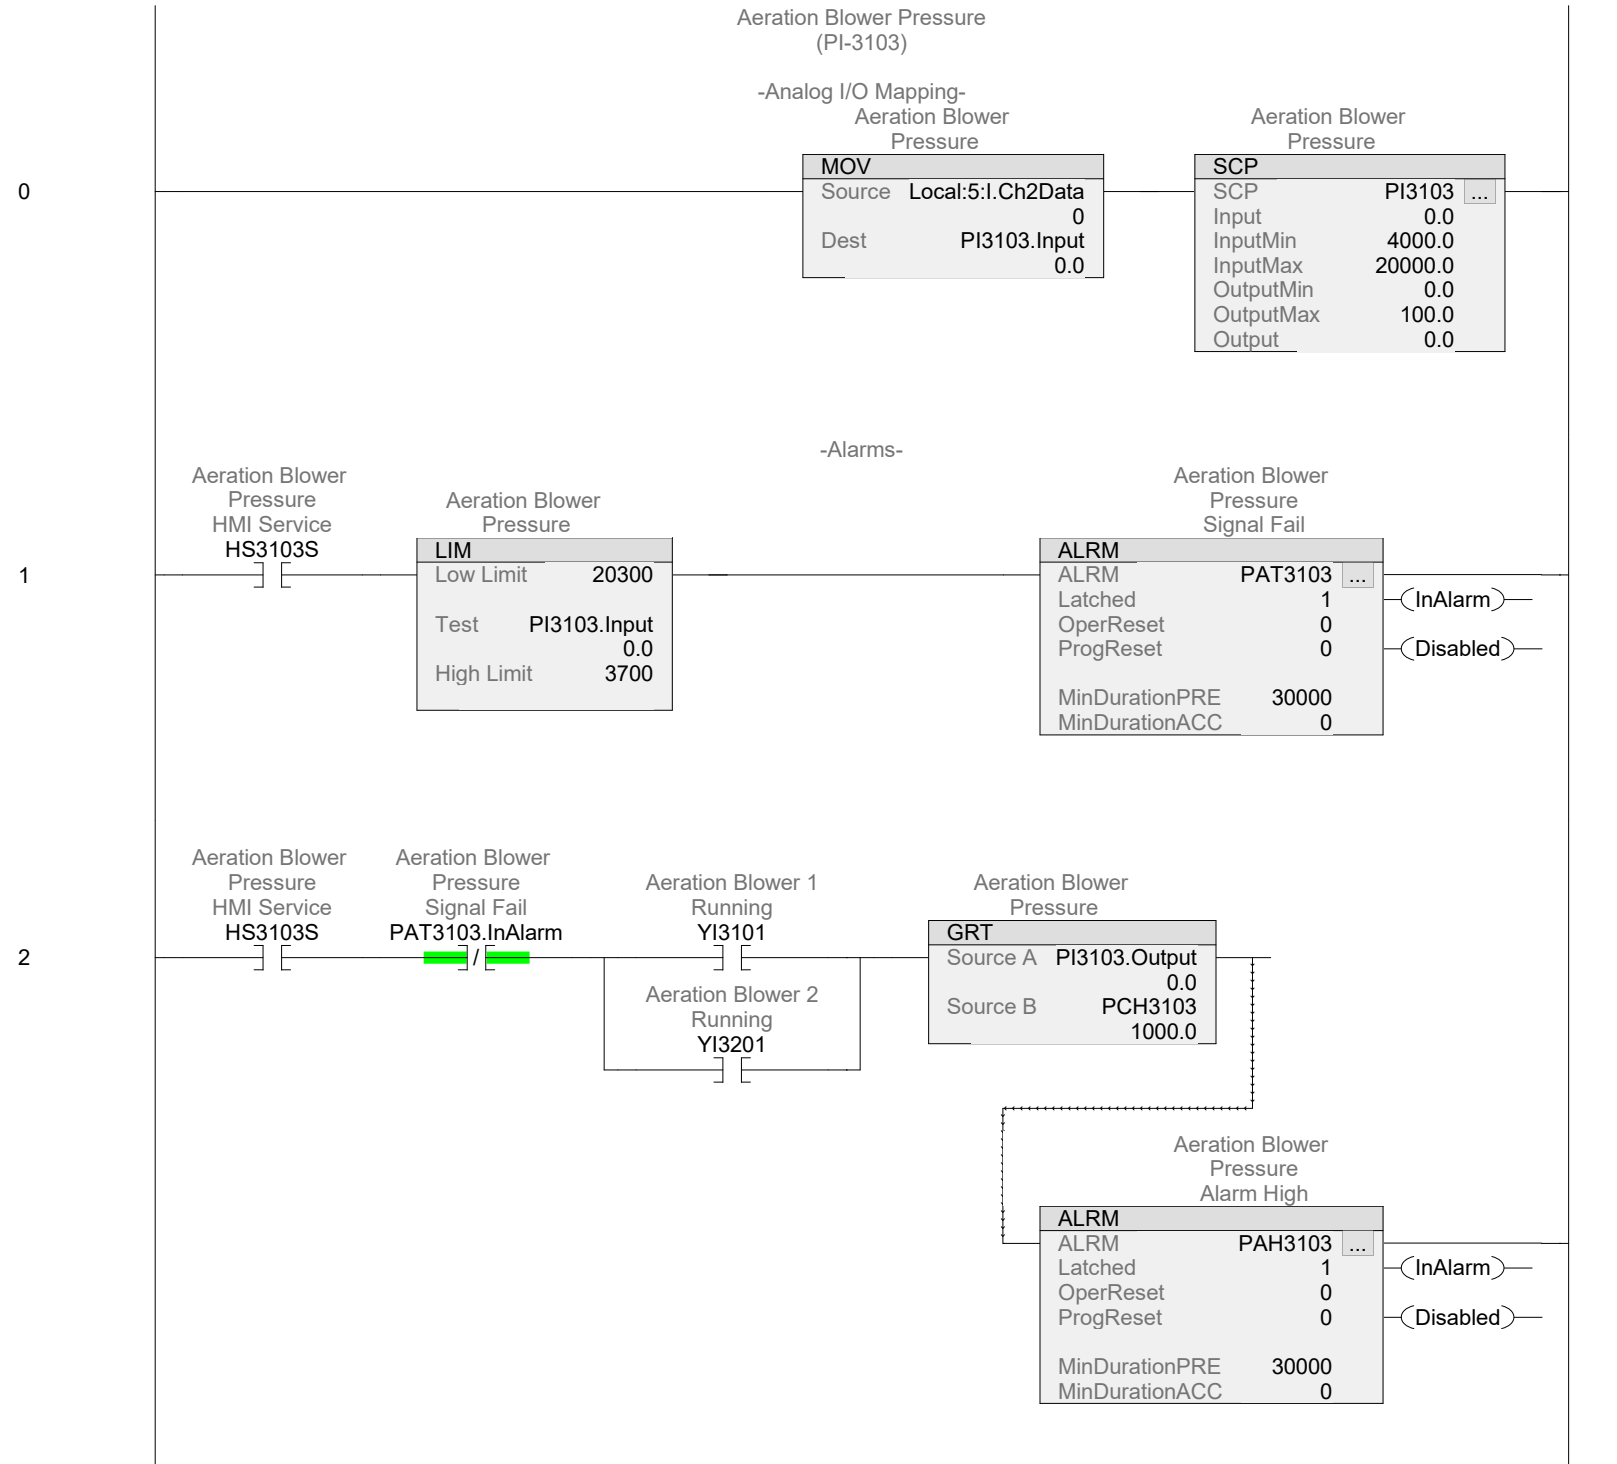 Aeration Blower Pressure
(PI-3103)
-Analog I/O Mapping-
Aeration Blower
Pressure
MOV
Source Local:5:I.Ch2Data
0
Dest PI3103.Input
0.0
Aeration Blower
Pressure
SCP
SCP PI3103 ...
Input 0.0
InputMin 4000.0
InputMax 20000.0
OutputMin 0.0
OutputMax 100.0
Output 0.0
0
-Alarms-
Aeration Blower
Pressure
HMI Service
HS3103S
Aeration Blower
Pressure
LIM
Low Limit 20300
Test PI3103.Input
0.0
High Limit 3700
Aeration Blower
Pressure
Signal Fail
ALRM
ALRM PAT3103 ...
Latched 1
OperReset 0
ProgReset 0
MinDurationPRE 30000
MinDurationACC 0
(InAlarm)
(Disabled)
1
Aeration Blower
Pressure
HMI Service
HS3103S
Aeration Blower
Pressure
Signal Fail
PAT3103.InAlarm
/
Aeration Blower 1
Running
YI3101
Aeration Blower 2
Running
YI3201
Aeration Blower
Pressure
GRT
Source A PI3103.Output
0.0
Source B PCH3103
1000.0
2
Aeration Blower
Pressure
Alarm High
ALRM
ALRM PAH3103 ...
Latched 1
OperReset 0
ProgReset 0
MinDurationPRE 30000
MinDurationACC 0
(InAlarm)
(Disabled)